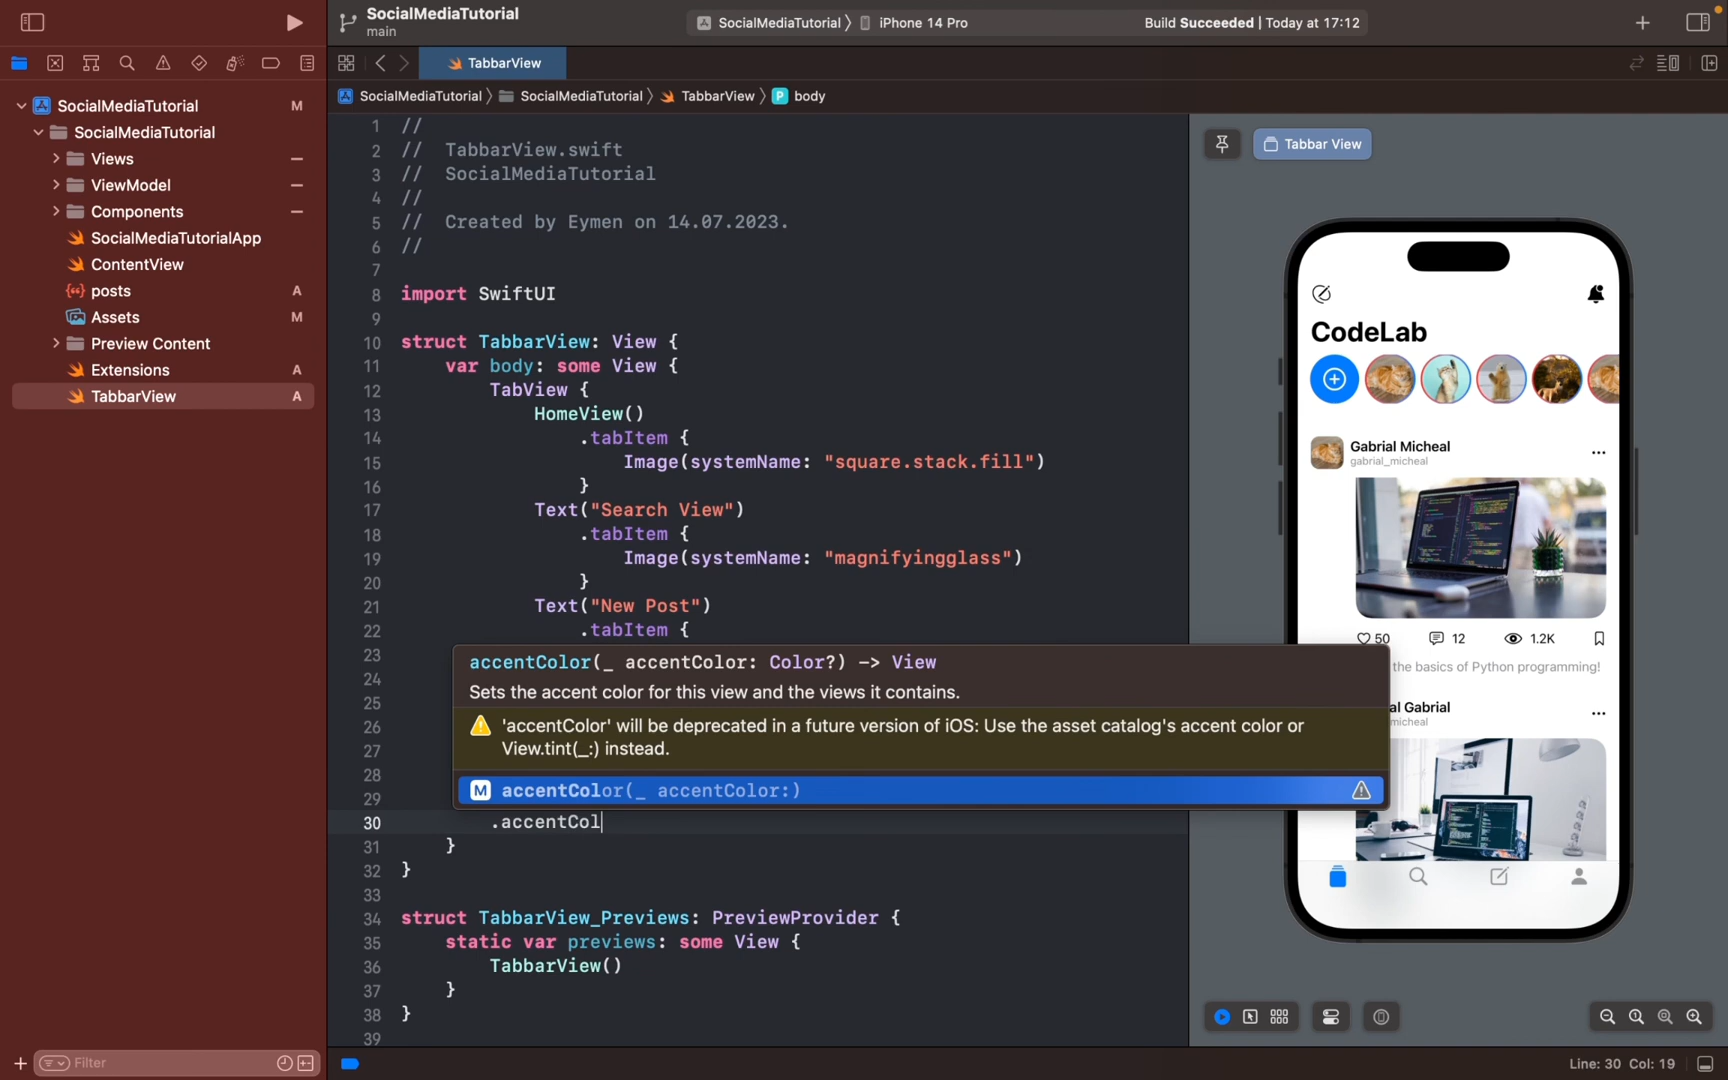 SocialMediaTutorial
main
SocialMediaTutorial 〉 iPhone 14 Pro
Build Succeeded | Today at 17:12
TabbarView
SocialMediaTutorial 〉 SocialMediaTutorial 〉 TabbarView 〉 P body
SocialMediaTutorial M
SocialMediaTutorial
Views
ViewModel
Components
SocialMediaTutorialApp
ContentView
posts A
Assets M
Preview Content
Extensions A
TabbarView A
Filter
1 //
2 // TabbarView.swift
3 // SocialMediaTutorial
4 //
5 // Created by Eymen on 14.07.2023.
6 //
7
8 import SwiftUI
9
10 struct TabbarView: View {
11 var body: some View {
12 TabView {
13 HomeView()
14 .tabItem {
15 Image(systemName: "square.stack.fill")
16 }
17 Text("Search View")
18 .tabItem {
19 Image(systemName: "magnifyingglass")
20 }
21 Text("New Post")
22 .tabItem {
23
24
25
26
27
28
29
accentColor(_ accentColor: Color?) -> View
Sets the accent color for this view and the views it contains.
'accentColor' will be deprecated in a future version of iOS: Use the asset catalog's accent color or
View.tint(_:) instead.
M accentColor(_ accentColor:)
30 .accentCol
31 }
32 }
33
34 struct TabbarView_Previews: PreviewProvider {
35 static var previews: some View {
36 TabbarView()
37 }
38 }
39
Tabbar View
CodeLab
Gabrial Micheal
gabrial_micheal
50 12 1.2K
the basics of Python programming!
al Gabrial
micheal
Line: 30 Col: 19